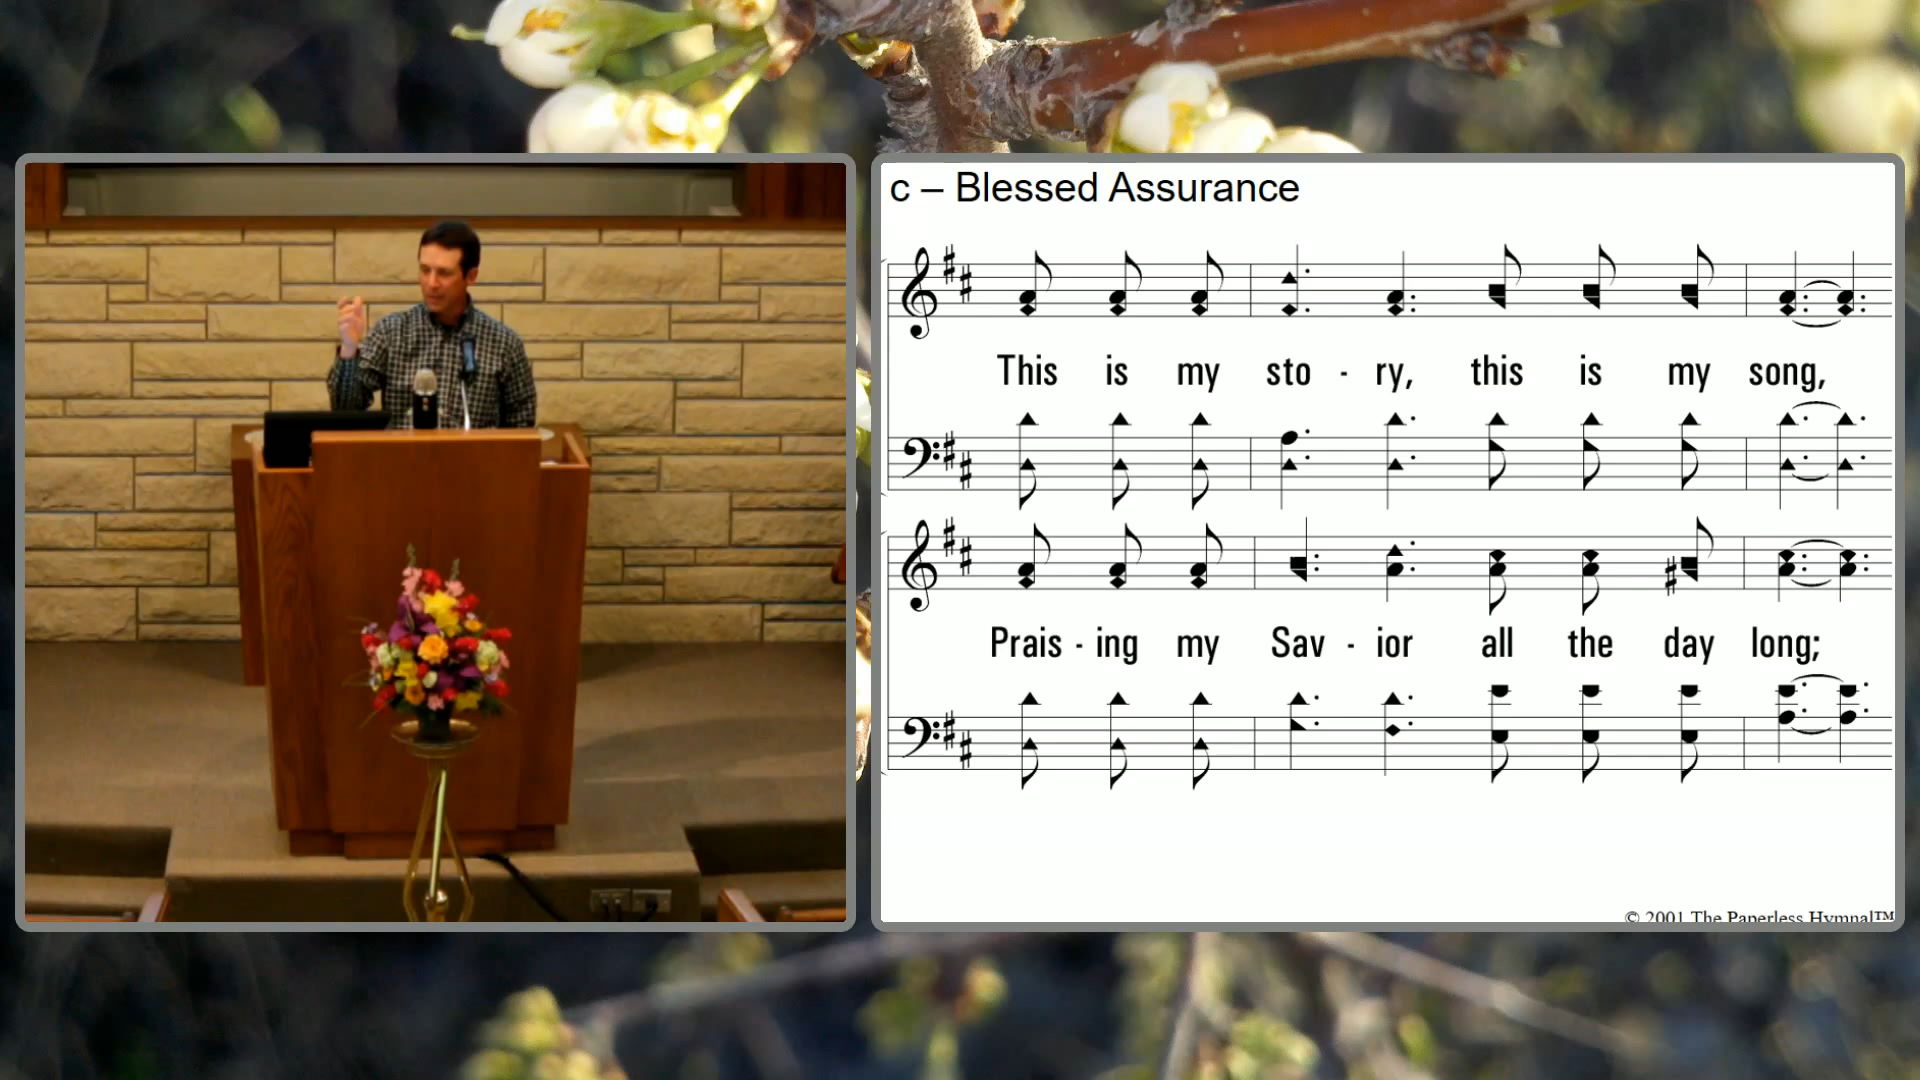 c – Blessed Assurance
This is my sto - ry, this is my song,
Prais - ing my Sav - ior all the day long;
© 2001 The Paperless Hymnal™